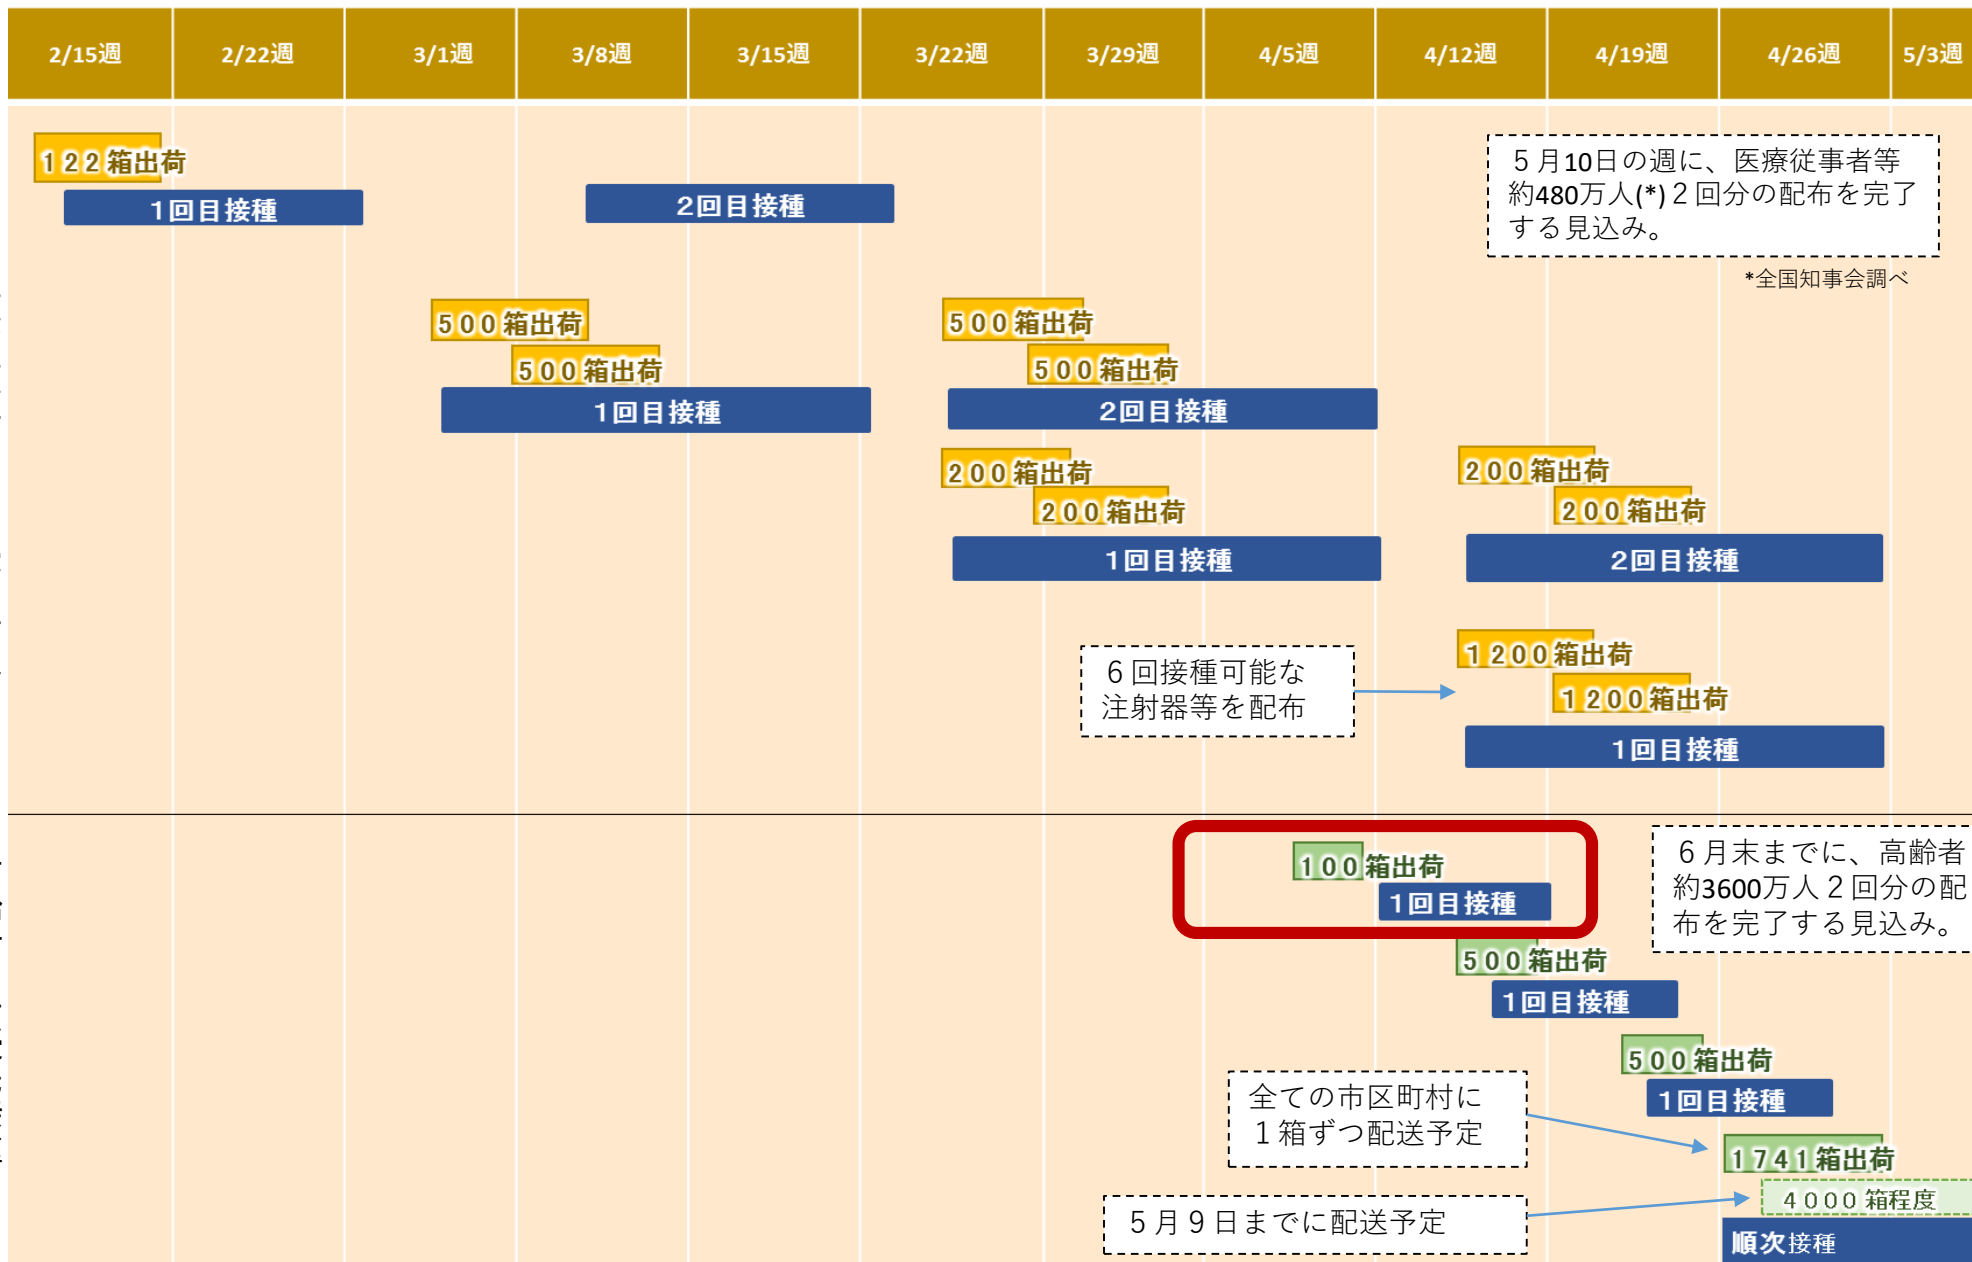 2/15週
2/22週
3/1週
3/8週
3/15週
3/22週
3/29週
4/5週
4/12週
4/19週
4/26週
5/3週
122箱出荷
1回目接種
2回目接種
5月10日の週に、医療従事者等
約480万人(*)2回分の配布を完了
する見込み。
*全国知事会調べ
500箱出荷
500箱出荷
1回目接種
500箱出荷
500箱出荷
2回目接種
200箱出荷
200箱出荷
1回目接種
200箱出荷
200箱出荷
2回目接種
6回接種可能な
注射器等を配布
1200箱出荷
1200箱出荷
1回目接種
100箱出荷
1回目接種
6月末までに、高齢者
約3600万人2回分の配
布を完了する見込み。
500箱出荷
1回目接種
500箱出荷
1回目接種
全ての市区町村に
1箱ずつ配送予定
1741箱出荷
4000箱程度
5月9日までに配送予定
順次接種